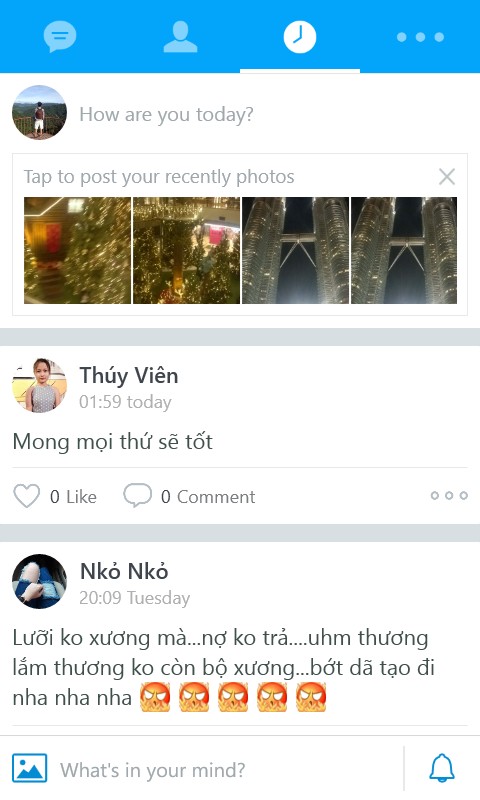 How are you today?
Tap to post your recently photos
Thúy Viên
01:59 today
Mong mọi thứ sẽ tốt
0 Like
0 Comment
Nkỏ Nkỏ
20:09 Tuesday
Lưỡi ko xương mà...nợ ko trả....uhm thương
lắm thương ko còn bộ xương...bớt dã tạo đi
nha nha nha
What's in your mind?